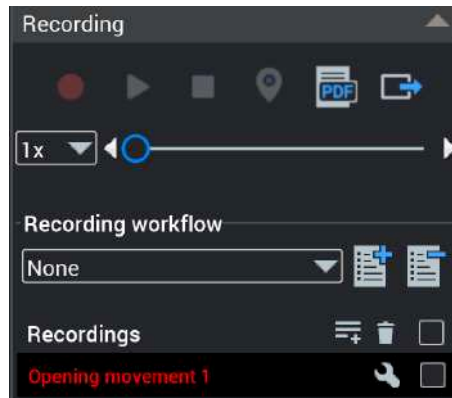 Recording
PDF
1x
Recording workflow
None
Recordings
Opening movement 1